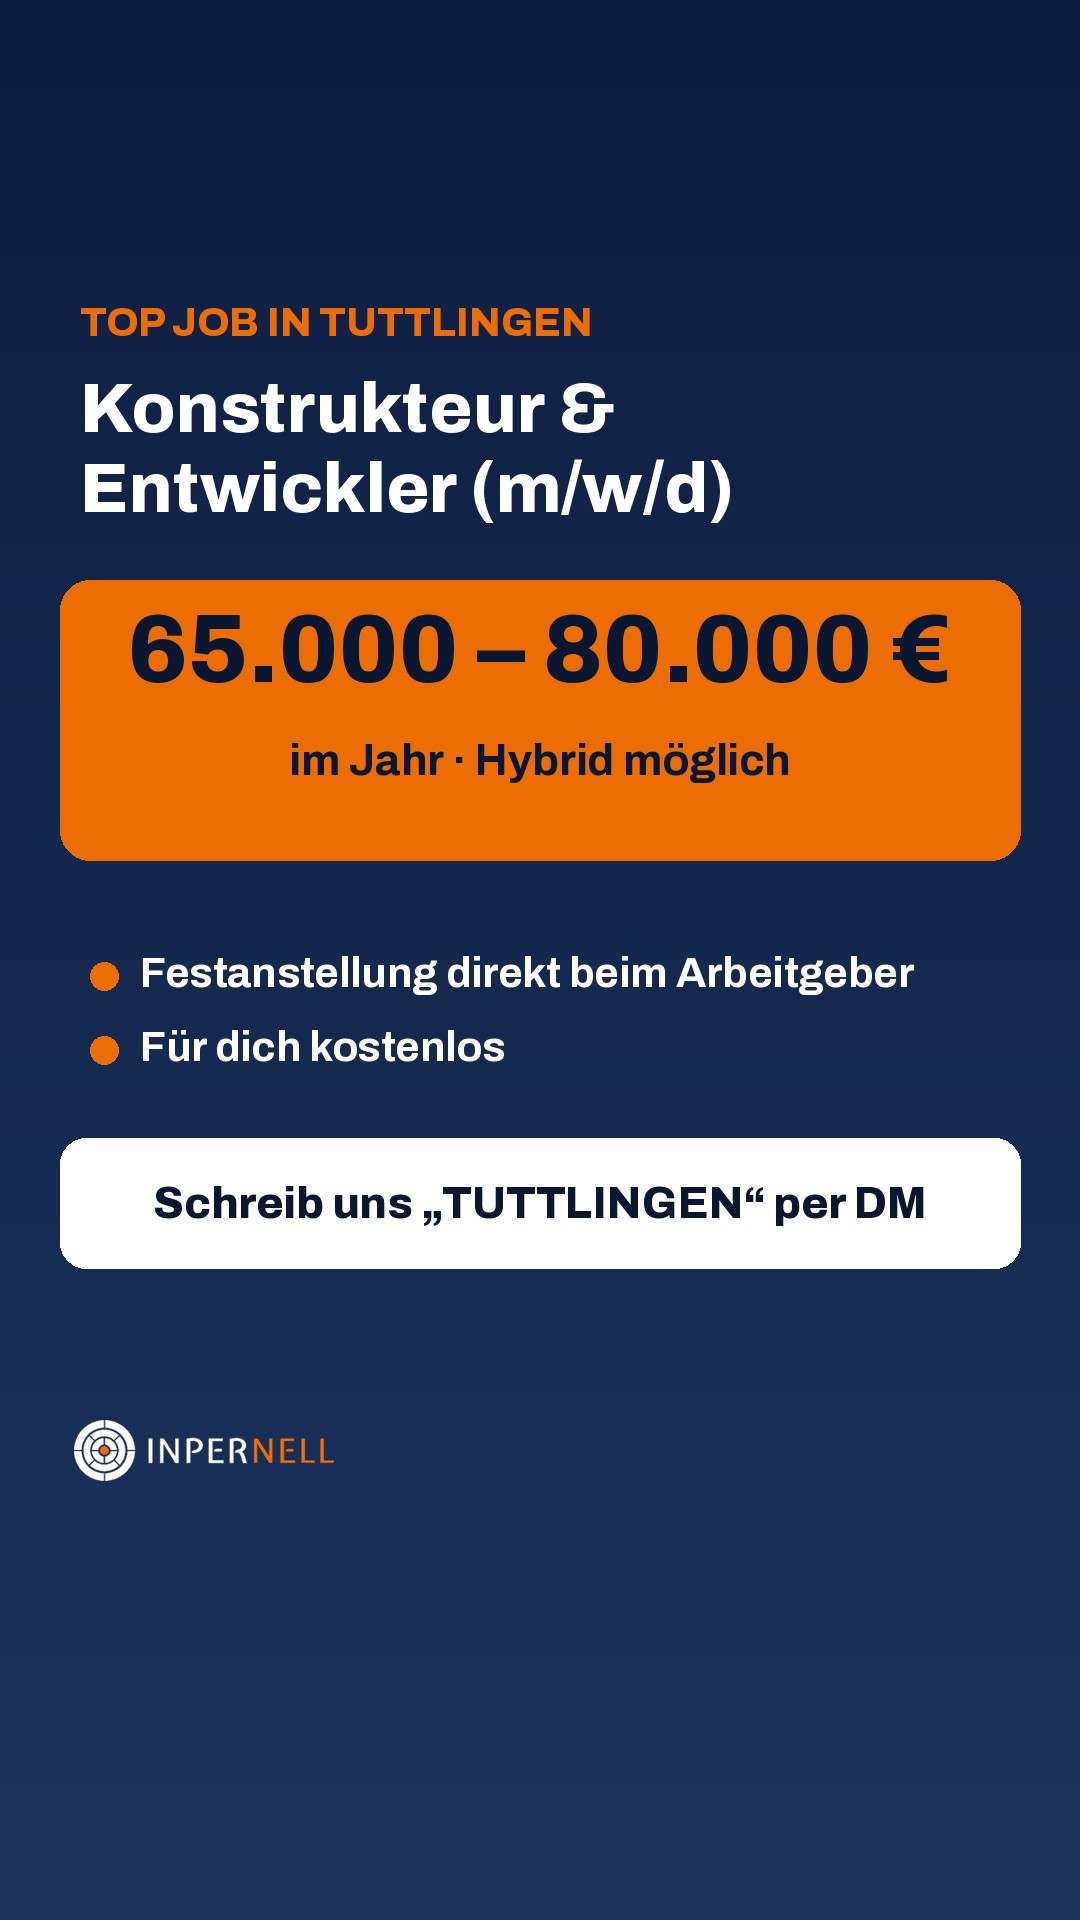 TOP JOB IN TUTTLINGEN
Konstrukteur &
Entwickler (m/w/d)
65.000 – 80.000 €
im Jahr · Hybrid möglich
Festanstellung direkt beim Arbeitgeber
Für dich kostenlos
Schreib uns „TUTTLINGEN“ per DM
INPERNELL